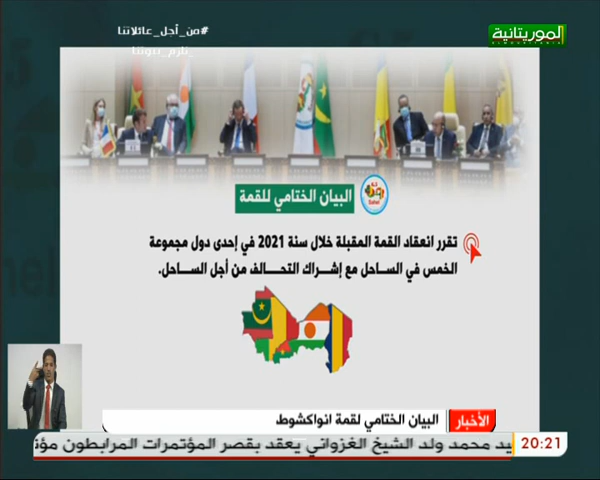 #من_أجل_عائلاتنا
الموريتانية
البيان الختامي للقمة
Sahel
تقرر انعقاد القمة المقبلة خلال سنة 2021 في إحدى دول مجموعة
الخمس في الساحل مع إشراك التحالف من أجل الساحل.
الأخبار
البيان الختامي لقمة انواكشوط
20:21
يد محمد ولد الشيخ الغزواني يعقد بقصر المؤتمرات المرابطون